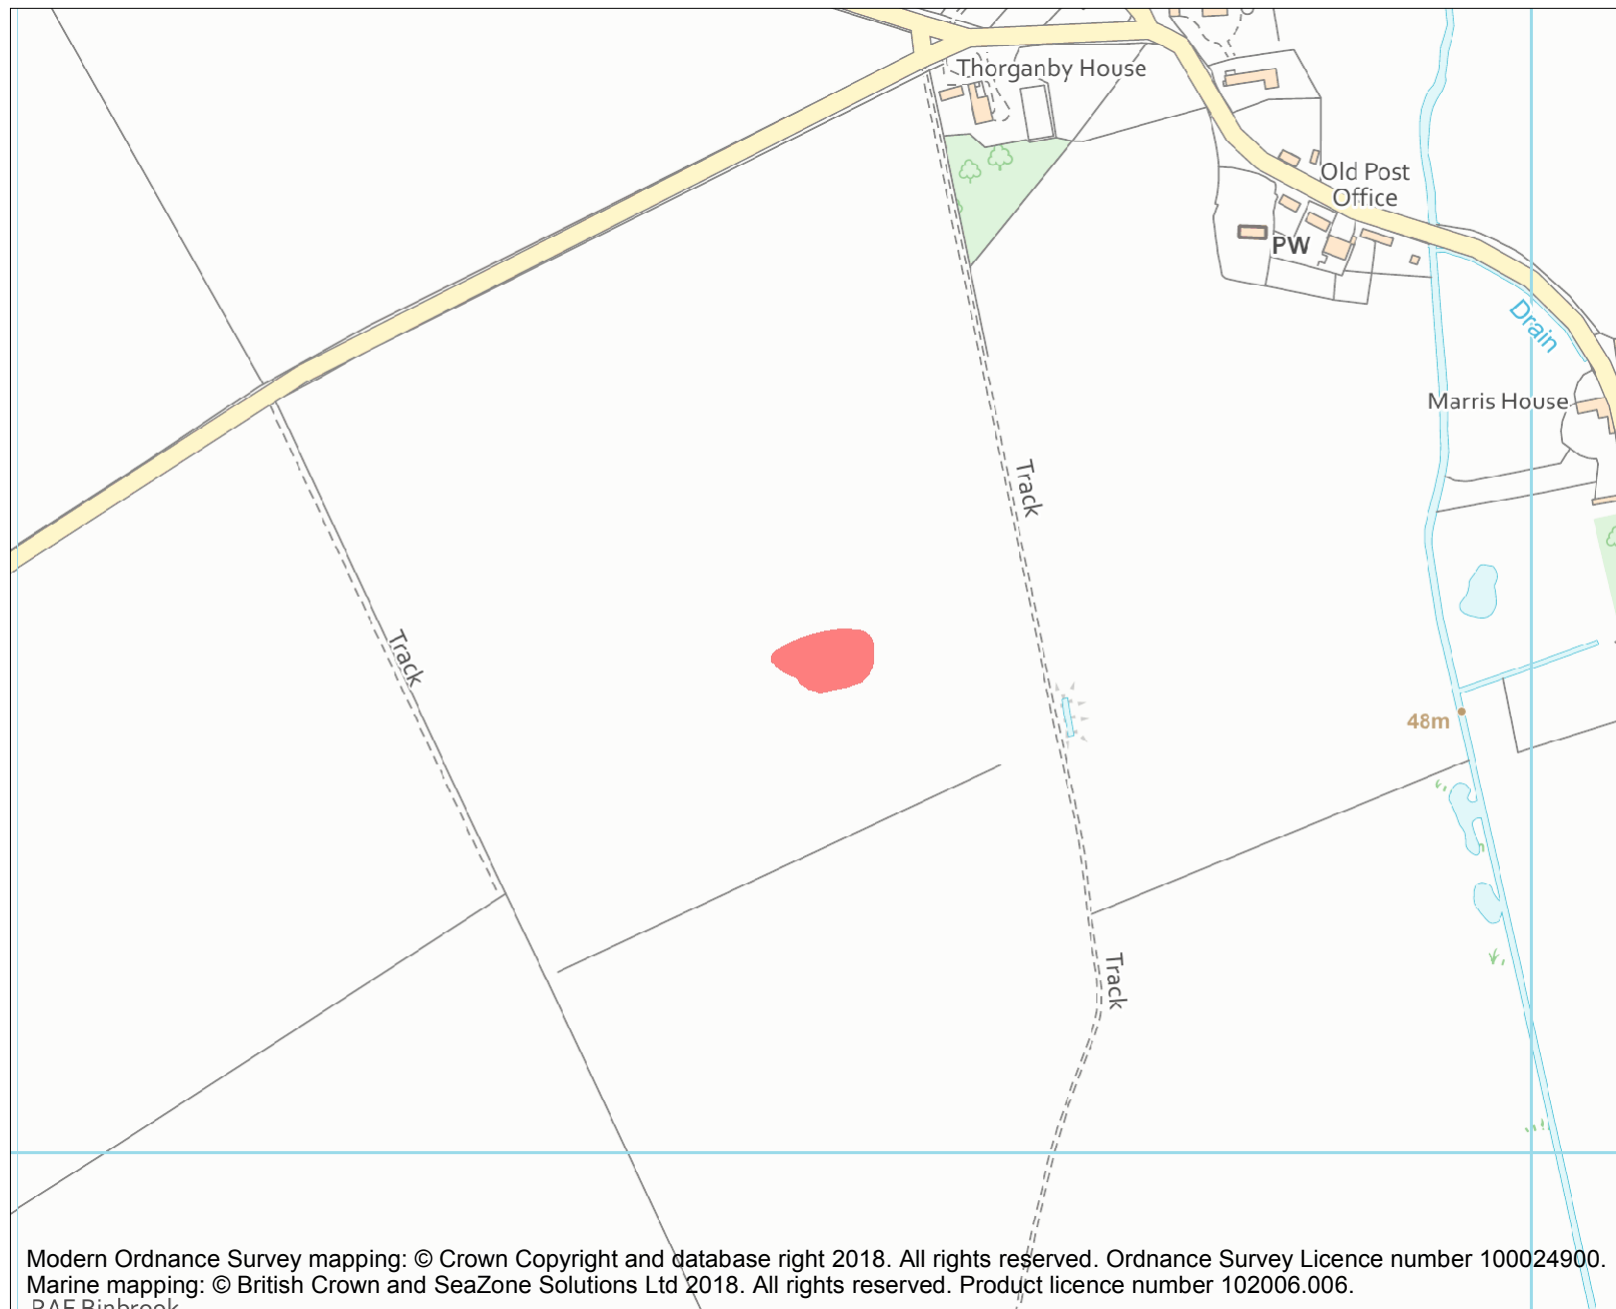 Thorganby House
Old Post
Office
PW
Drain
Marris House
Track
Track
48m
Track
Modern Ordnance Survey mapping: © Crown Copyright and database right 2018. All rights reserved. Ordnance Survey Licence number 100024900.
Marine mapping: © British Crown and SeaZone Solutions Ltd 2018. All rights reserved. Product licence number 102006.006.
RAF Binbrook